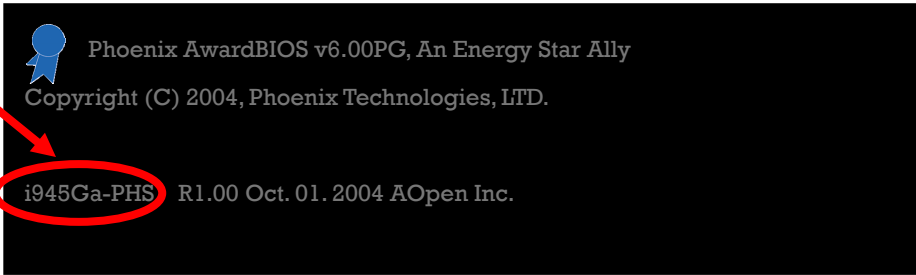 Phoenix AwardBIOS v6.00PG, An Energy Star Ally
Copyright (C) 2004, Phoenix Technologies, LTD.
i945Ga-PHS R1.00 Oct. 01. 2004 AOpen Inc.